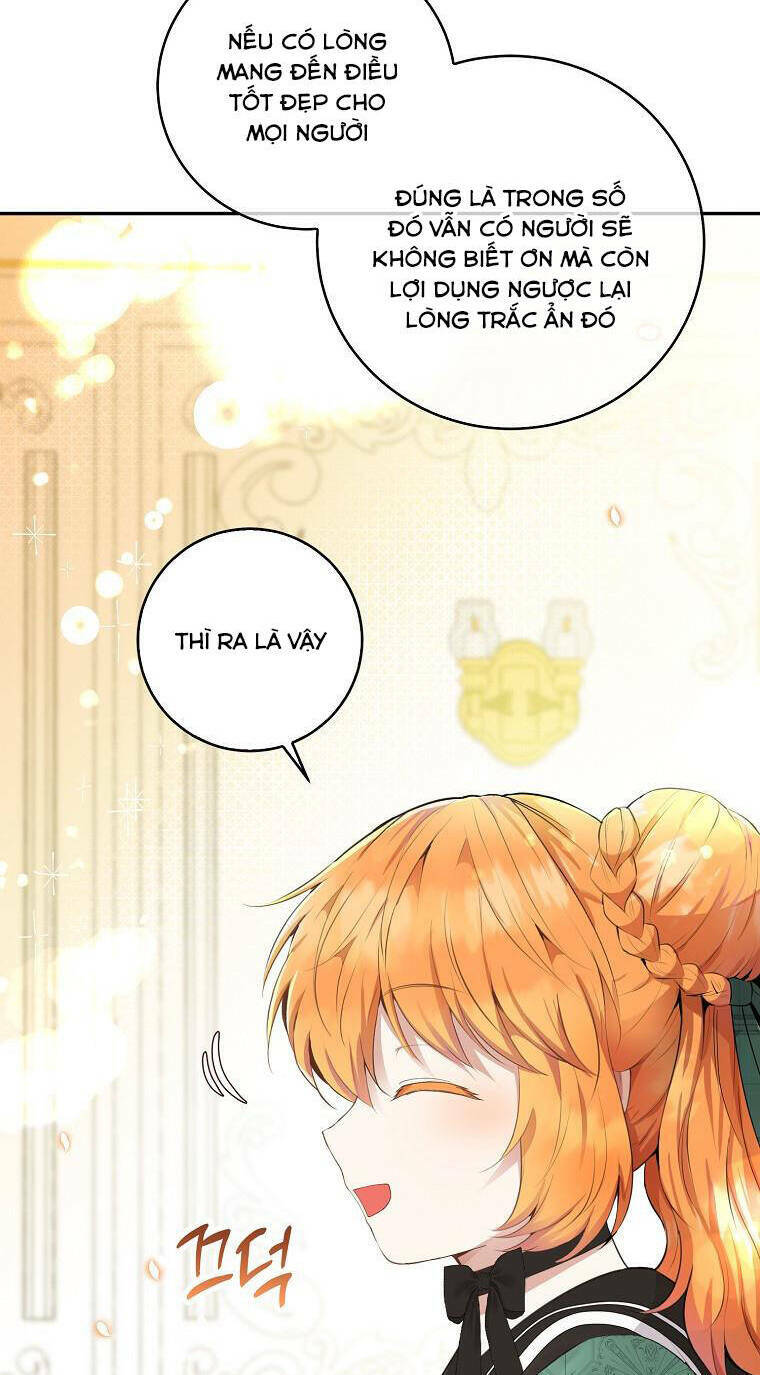 NẾU CÓ LÒNG
MANG ĐẾN ĐIỀU
TỐT ĐẸP CHO
MỌI NGƯỜI
ĐÚNG LÀ TRONG SỐ
ĐÓ VẪN CÓ NGƯỜI SẼ
KHÔNG BIẾT ƠN MÀ CÒN
LỢI DỤNG NGƯỢC LẠI
LÒNG TRẮC ẨN ĐÓ
THÌ RA LÀ VẬY
끄덕